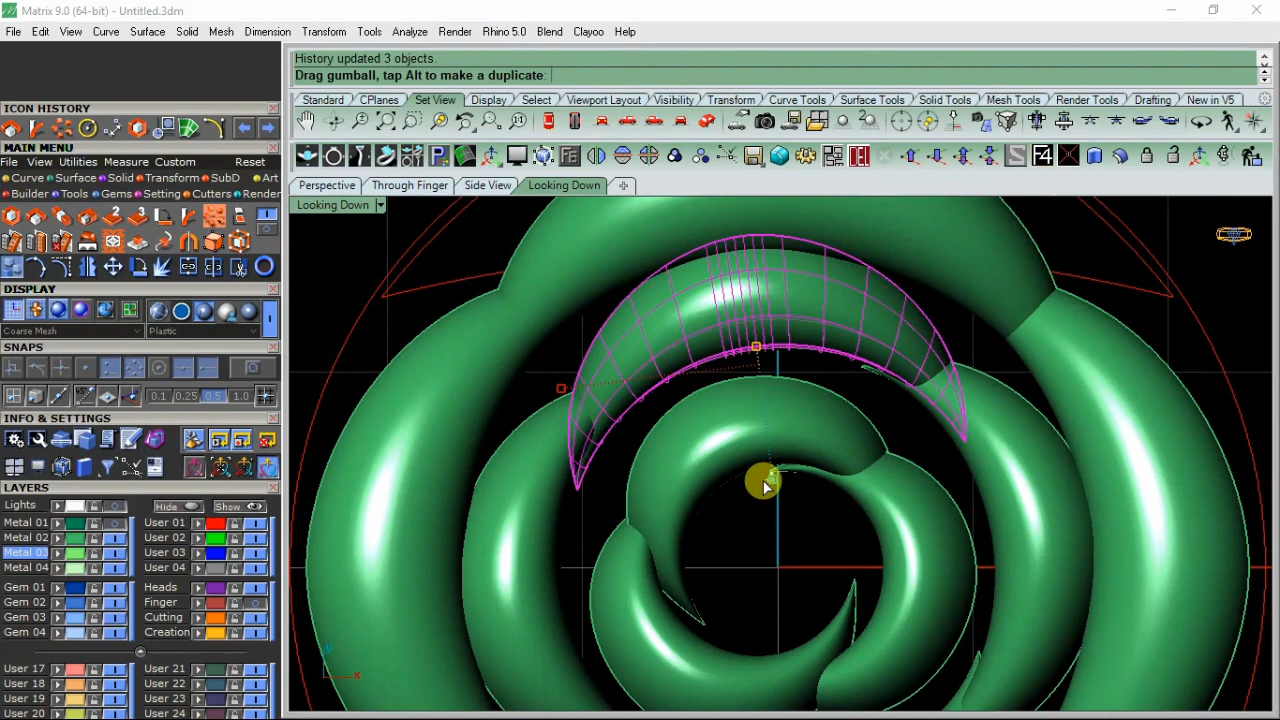 Matrix 9.0 (64-bit) - Untitled.3dm
File Edit View Curve Surface Solid Mesh Dimension Transform Tools Analyze Render Rhino 5.0 Blend Clayoo Help
History updated 3 objects.
Drag gumball, tap Alt to make a duplicate:
Standard CPlanes Set View Display Select Viewport Layout Visibility Transform Curve Tools Surface Tools Solid Tools Mesh Tools Render Tools Drafting New in V5
ICON HISTORY
MAIN MENU
File View Utilities Measure Custom Reset
Curve Surface Solid Transform SubD Art
Builder Tools Gems Setting Cutters Render
F4
Perspective Through Finger Side View Looking Down
Looking Down
DISPLAY
Coarse Mesh Plastic
SNAPS
0.1 0.25 0.5 1.0
INFO & SETTINGS
LAYERS
Lights Hide Show
Metal 01 User 01
Metal 02 User 02
Metal 03 User 03
Metal 04 User 04
Gem 01 Heads
Gem 02 Finger
Gem 03 Cutting
Gem 04 Creation
User 17 User 21
User 18 User 22
User 19 User 23
User 20 User 24
x